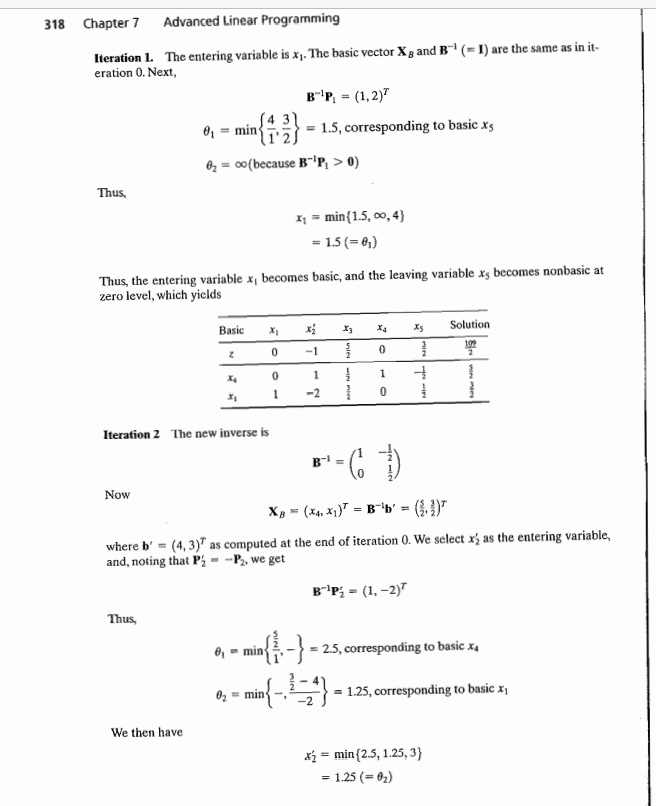 318 Chapter 7 Advanced Linear Programming
Iteration 1. The entering variable is x₁. The basic vector X_B and B⁻¹ (= I) are the same as in it-
eration 0. Next,
B⁻¹P₁ = (1, 2)ᵀ
θ₁ = min{4/1, 3/2} = 1.5, corresponding to basic x₅
θ₂ = ∞(because B⁻¹P₁ > 0)
Thus,
x₁ = min{1.5, ∞, 4}
= 1.5 (= θ₁)
Thus, the entering variable x₁ becomes basic, and the leaving variable x₅ becomes nonbasic at
zero level, which yields
Basic x₁ x′₂ x₃ x₄ x₅ Solution
z 0 −1 5/2 0 3/2 109/2
x₄ 0 1 1/2 1 −1/2 5/2
x₁ 1 −2 3/2 0 1/2 3/2
Iteration 2 The new inverse is
B⁻¹ = (1 −1/2
0 1/2)
Now
X_B = (x₄, x₁)ᵀ = B⁻¹b′ = (5/2, 3/2)ᵀ
where b′ = (4, 3)ᵀ as computed at the end of iteration 0. We select x′₂ as the entering variable,
and, noting that P′₂ = −P₂, we get
B⁻¹P′₂ = (1, −2)ᵀ
Thus,
θ₁ = min{5/2/1, −} = 2.5, corresponding to basic x₄
θ₂ = min{−, (3/2 − 4)/−2} = 1.25, corresponding to basic x₁
We then have
x′₂ = min{2.5, 1.25, 3}
= 1.25 (= θ₂)